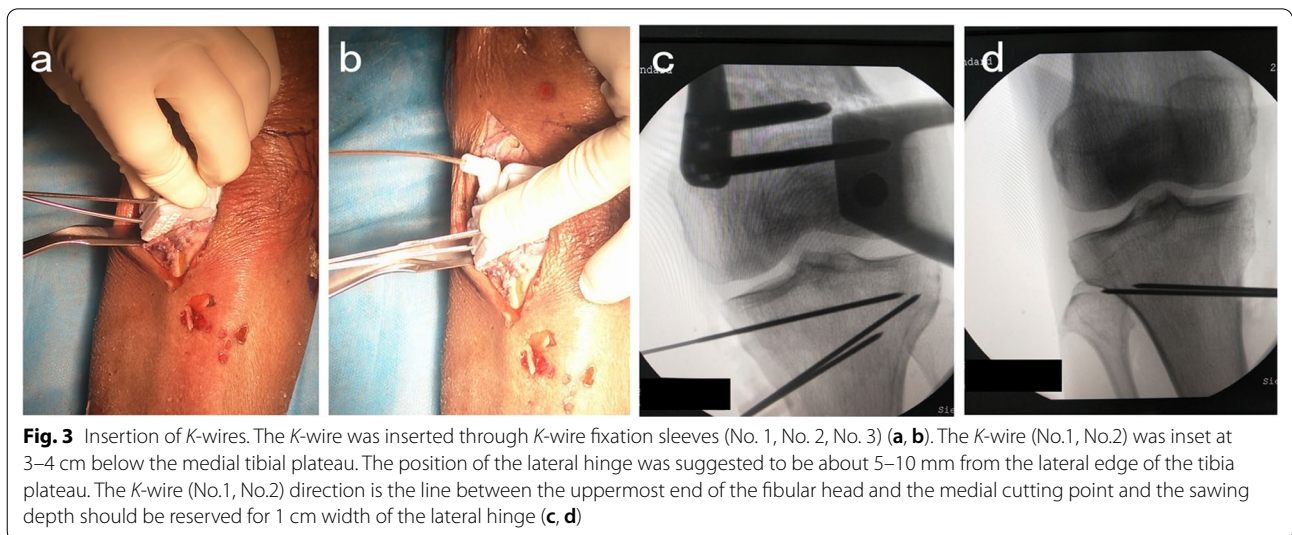 a
b
c
d
ndard
ndard
2
Sie
Sie
Fig. 3 Insertion of K-wires. The K-wire was inserted through K-wire fixation sleeves (No. 1, No. 2, No. 3) (a, b). The K-wire (No.1, No.2) was inset at
3–4 cm below the medial tibial plateau. The position of the lateral hinge was suggested to be about 5–10 mm from the lateral edge of the tibia
plateau. The K-wire (No.1, No.2) direction is the line between the uppermost end of the fibular head and the medial cutting point and the sawing
depth should be reserved for 1 cm width of the lateral hinge (c, d)